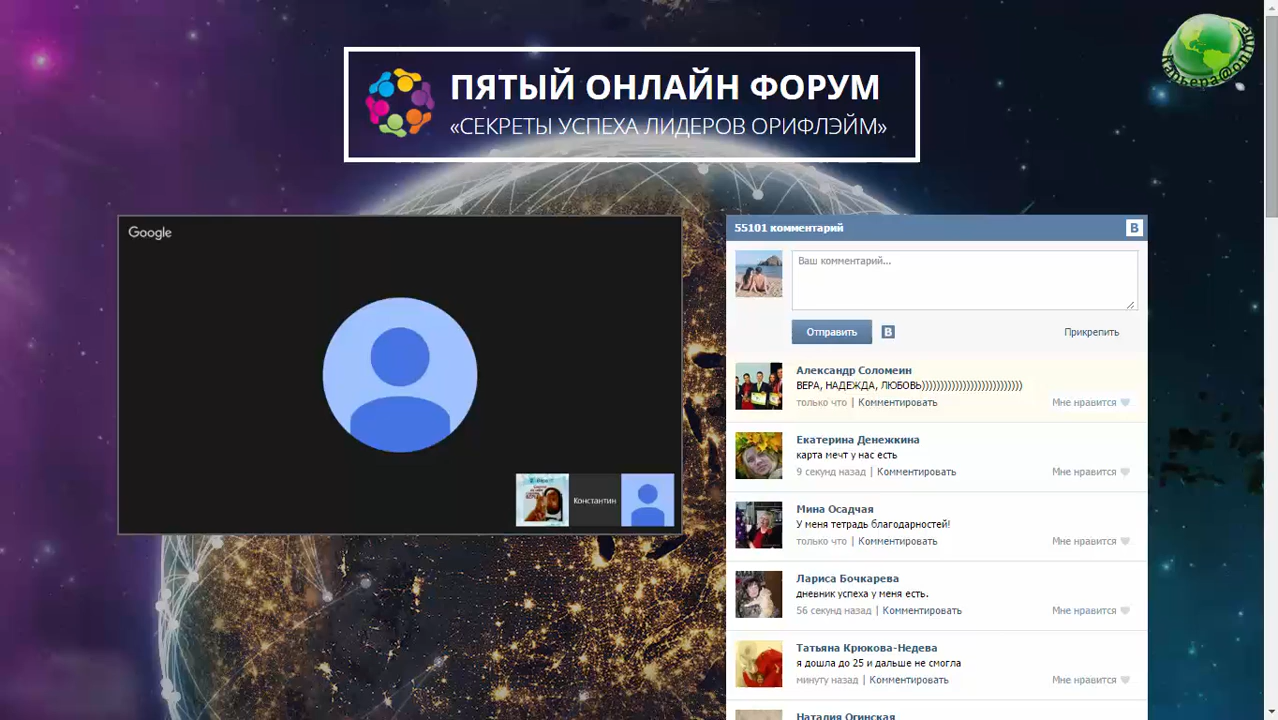 карьера@online
ПЯТЫЙ ОНЛАЙН ФОРУМ
«СЕКРЕТЫ УСПЕХА ЛИДЕРОВ ОРИФЛЭЙМ»
Google
Константин
55101 комментарий
В
Ваш комментарий...
Отправить
В
Прикрепить
Александр Соломеин
ВЕРА, НАДЕЖДА, ЛЮБОВЬ))))))))))))))))))))))))))
только что | Комментировать
Мне нравится
Екатерина Денежкина
карта мечт у нас есть
9 секунд назад | Комментировать
Мне нравится
Мина Осадчая
У меня тетрадь благодарностей!
только что | Комментировать
Мне нравится
Лариса Бочкарева
дневник успеха у меня есть.
56 секунд назад | Комментировать
Мне нравится
Татьяна Крюкова-Недева
я дошла до 25 и дальше не смогла
минуту назад | Комментировать
Мне нравится
Наталия Огинская